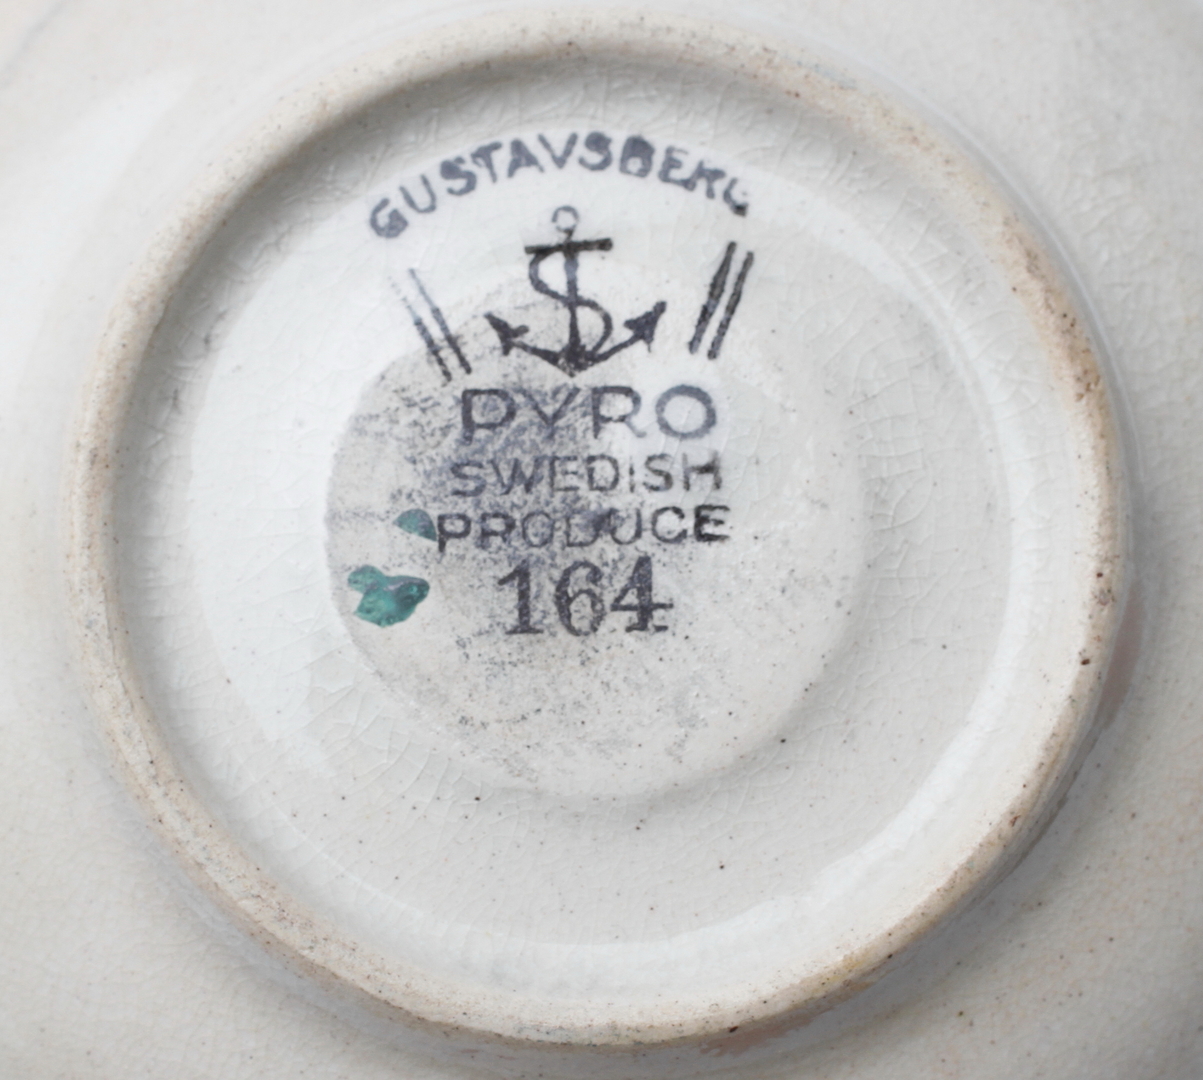 GUSTAVSBERG
PYRO
SWEDISH
PRODUCE
164